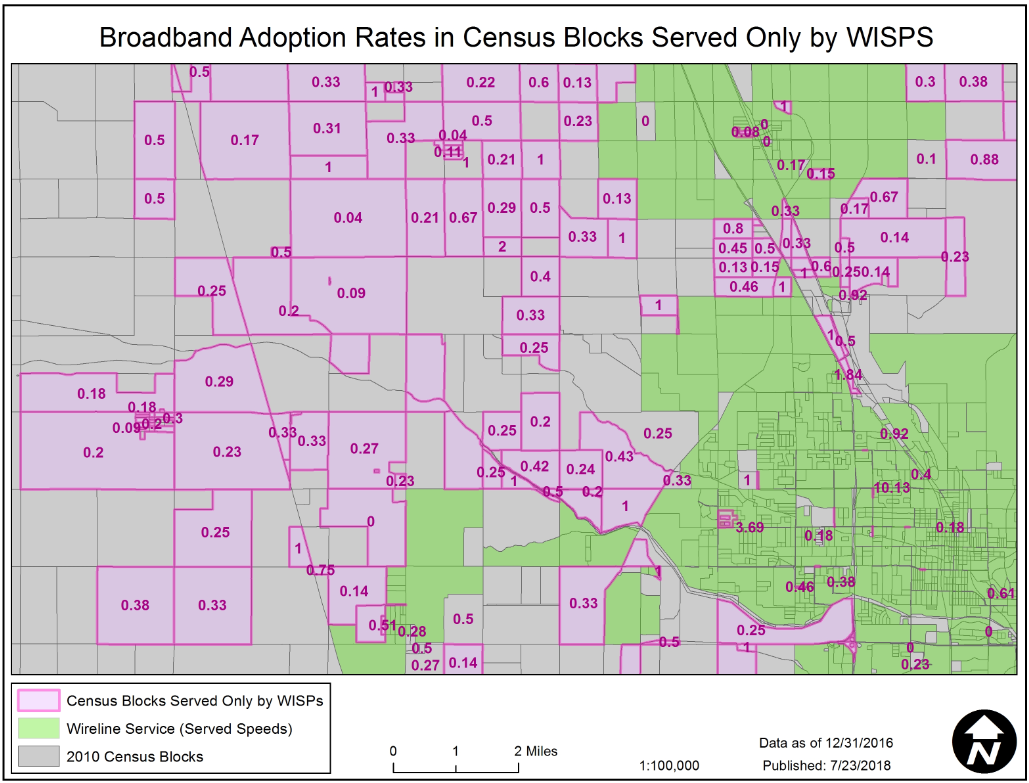 Broadband Adoption Rates in Census Blocks Served Only by WISPS
0.5 0.33 1 0.33 0.22 0.6 0.13 0.3 0.38
0.5 0.17 0.31 0.33 0.5 0.04 0.23 0 1 0 0.08 0
1 0.11 1 0.21 1 0.17 0.15 0.1 0.88
0.5 0.04 0.21 0.67 0.29 0.5 0.13 0.33 0.67 0.17
0.33 1 0.8 0.33 0.14
0.5 2 0.45 0.5 0.5 0.23
0.25 0.09 0.4 0.13 0.15 1 0.6 0.25 0.14
0.2 0.33 1 0.46 1 0.92
0.25 1 0.5
0.18 0.29 1.84
0.18 0.3 0.2 0.09
0.2 0.23 0.33 0.33 0.27 0.25 0.2 0.25 0.92
0.23 0.25 1 0.42 0.24 0.43 0.33 1 0.4
0.5 0.2 1 10.13
0.25 0 3.69 0.18 0.18
1 0.75 1
0.38 0.33 0.14 0.5 0.33 0.46 0.38 0.61
0.51 0.28 0.25 0
0.5 0.5 1 0
0.27 0.14 0.23
Census Blocks Served Only by WISPs
Wireline Service (Served Speeds)
2010 Census Blocks
0 1 2 Miles
1:100,000
Data as of 12/31/2016
Published: 7/23/2018
N